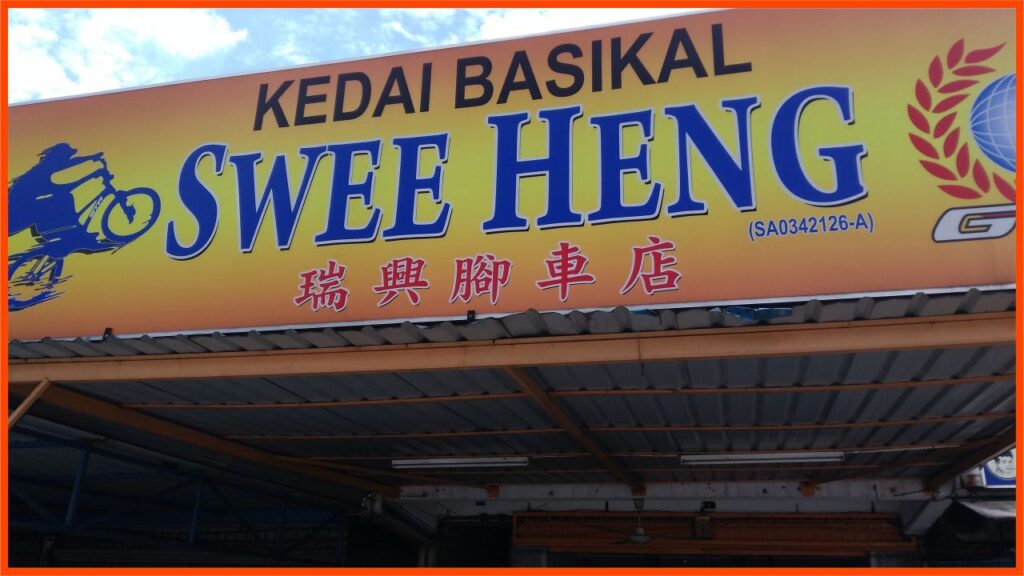 KEDAI BASIKAL
SWEE HENG
(SA0342126-A)
瑞興腳車店